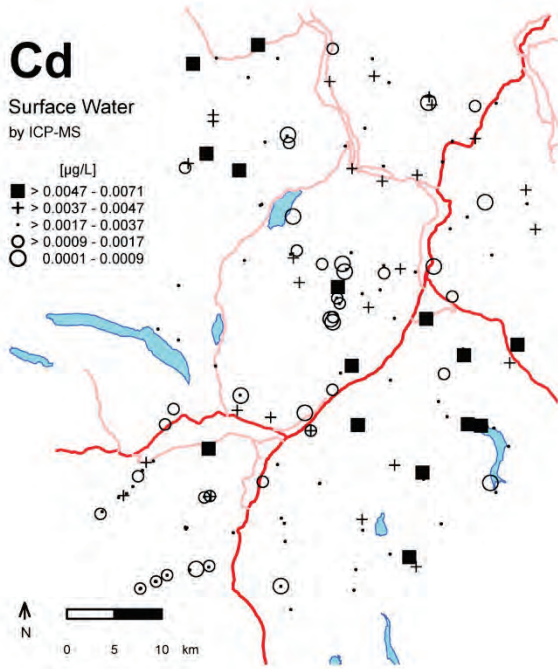 Cd
Surface Water
by ICP-MS
[µg/L]
> 0.0047 - 0.0071
> 0.0037 - 0.0047
> 0.0017 - 0.0037
> 0.0009 - 0.0017
0.0001 - 0.0009
N
0 5 10 km